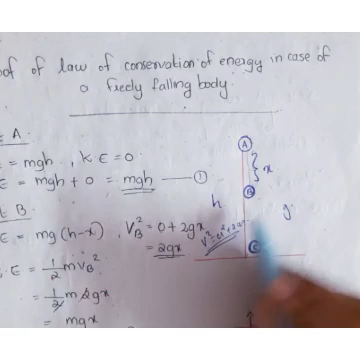 of of law of conservation of energy in case of
a freely falling body.
A:
= mgh, K.E = 0
E = mgh + 0 = mgh — ①
t B.
E = mg(h-x), V_B² = 0 + 2gx
= 2gx
.E = 1/2 mV_B²
= 1/2 m 2gx
= mgx
A
x
B
h
g
V² = u² + 2a
C